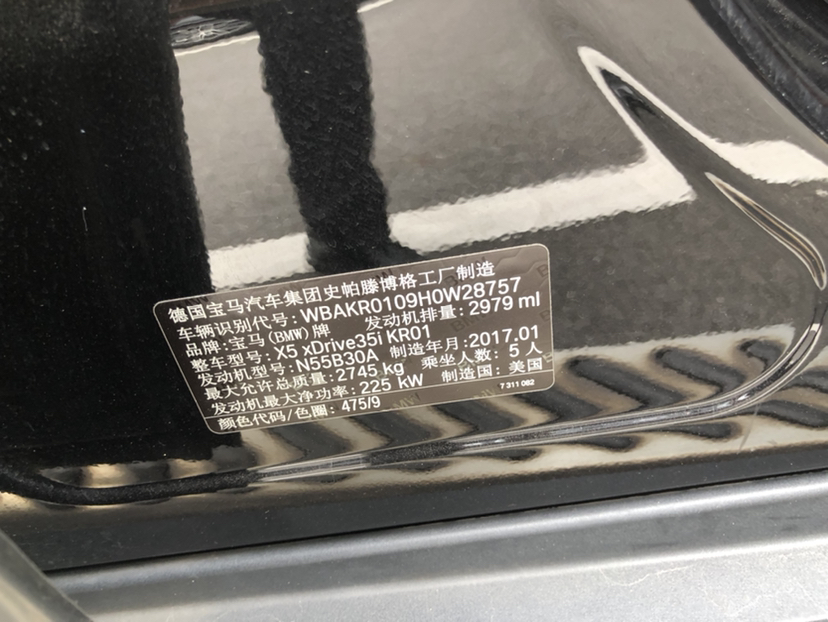 德国宝马汽车集团史帕滕博格工厂制造
车辆识别代号: WBAKR0109H0W28757
品牌: 宝马(BMW)牌 发动机排量: 2979 ml
整车型号: X5 xDrive35i KR01
发动机型号: N55B30A 制造年月: 2017.01
最大允许总质量: 2745 kg 乘坐人数: 5 人
发动机最大净功率: 225 kW 制造国: 美国
颜色代码/色圈: 475/9
7 311 082